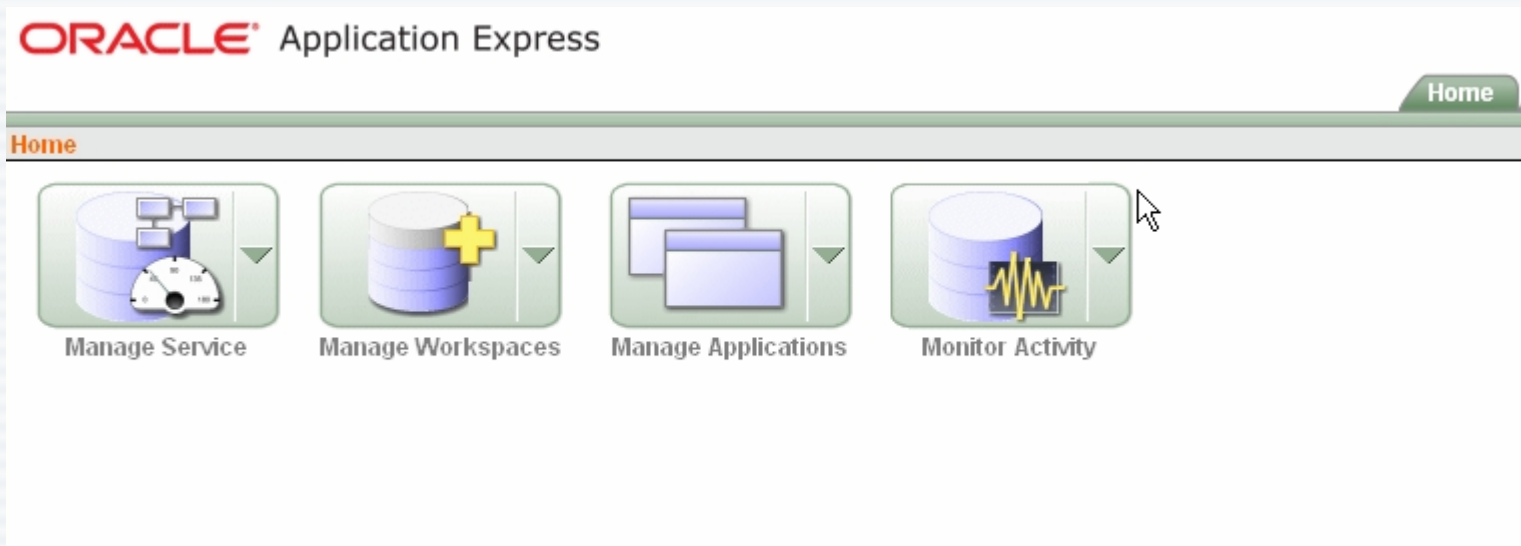 ORACLE Application Express
Home
Home
Manage Service
Manage Workspaces
Manage Applications
Monitor Activity